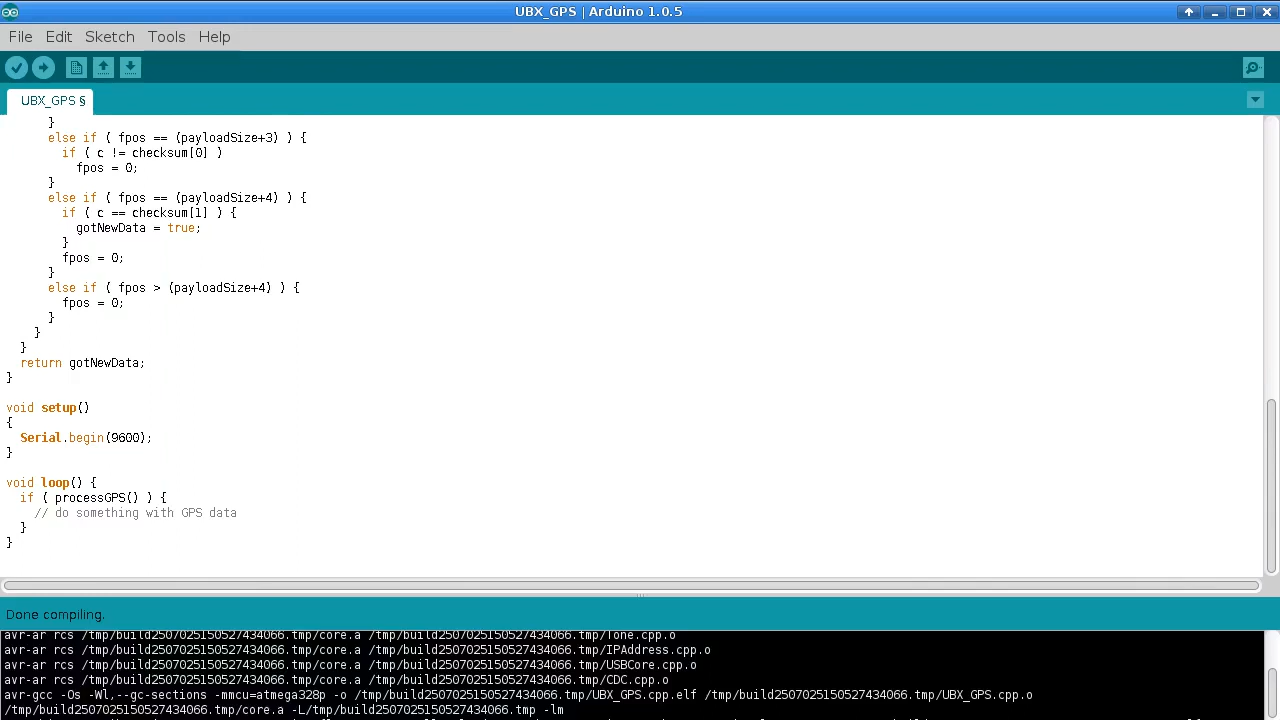 UBX_GPS | Arduino 1.0.5
File Edit Sketch Tools Help
UBX_GPS §
}
else if ( fpos == (payloadSize+3) ) {
if ( c != checksum[0] )
fpos = 0;
}
else if ( fpos == (payloadSize+4) ) {
if ( c == checksum[1] ) {
gotNewData = true;
}
fpos = 0;
}
else if ( fpos > (payloadSize+4) ) {
fpos = 0;
}
}
}
return gotNewData;
}
void setup()
{
Serial.begin(9600);
}
void loop() {
if ( processGPS() ) {
// do something with GPS data
}
}
Done compiling.
avr-ar rcs /tmp/build2507025150527434066.tmp/core.a /tmp/build2507025150527434066.tmp/Tone.cpp.o
avr-ar rcs /tmp/build2507025150527434066.tmp/core.a /tmp/build2507025150527434066.tmp/IPAddress.cpp.o
avr-ar rcs /tmp/build2507025150527434066.tmp/core.a /tmp/build2507025150527434066.tmp/USBCore.cpp.o
avr-ar rcs /tmp/build2507025150527434066.tmp/core.a /tmp/build2507025150527434066.tmp/CDC.cpp.o
avr-gcc -Os -Wl,--gc-sections -mmcu=atmega328p -o /tmp/build2507025150527434066.tmp/UBX_GPS.cpp.elf /tmp/build2507025150527434066.tmp/UBX_GPS.cpp.o
/tmp/build2507025150527434066.tmp/core.a -L/tmp/build2507025150527434066.tmp -lm